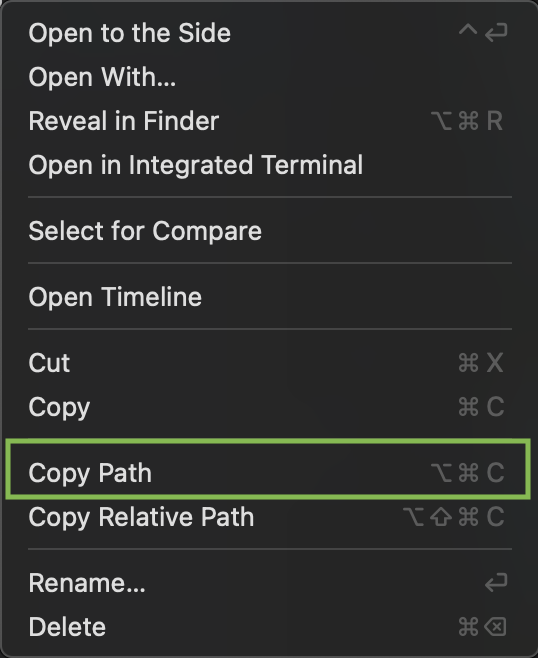 Open to the Side ^ ↩
Open With...
Reveal in Finder ⌥ ⌘ R
Open in Integrated Terminal
Select for Compare
Open Timeline
Cut ⌘ X
Copy ⌘ C
Copy Path ⌥ ⌘ C
Copy Relative Path ⌥ ⇧ ⌘ C
Rename... ↩
Delete ⌘ ⌫